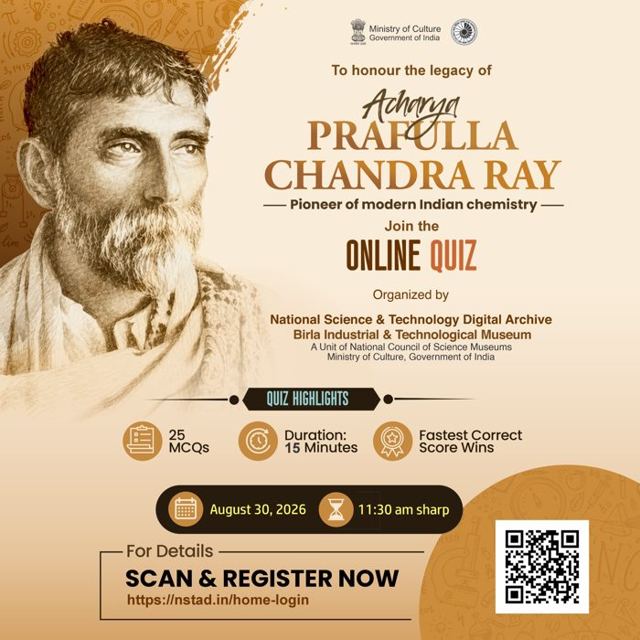 Ministry of Culture
Government of India
To honour the legacy of
Acharya
PRAFULLA
CHANDRA RAY
Pioneer of modern Indian chemistry
Join the
ONLINE QUIZ
Organized by
National Science & Technology Digital Archive
Birla Industrial & Technological Museum
A Unit of National Council of Science Museums
Ministry of Culture, Government of India
QUIZ HIGHLIGHTS
25
MCQs
Duration:
15 Minutes
Fastest Correct
Score Wins
August 30, 2026
11:30 am sharp
For Details
SCAN & REGISTER NOW
https://nstad.in/home-login